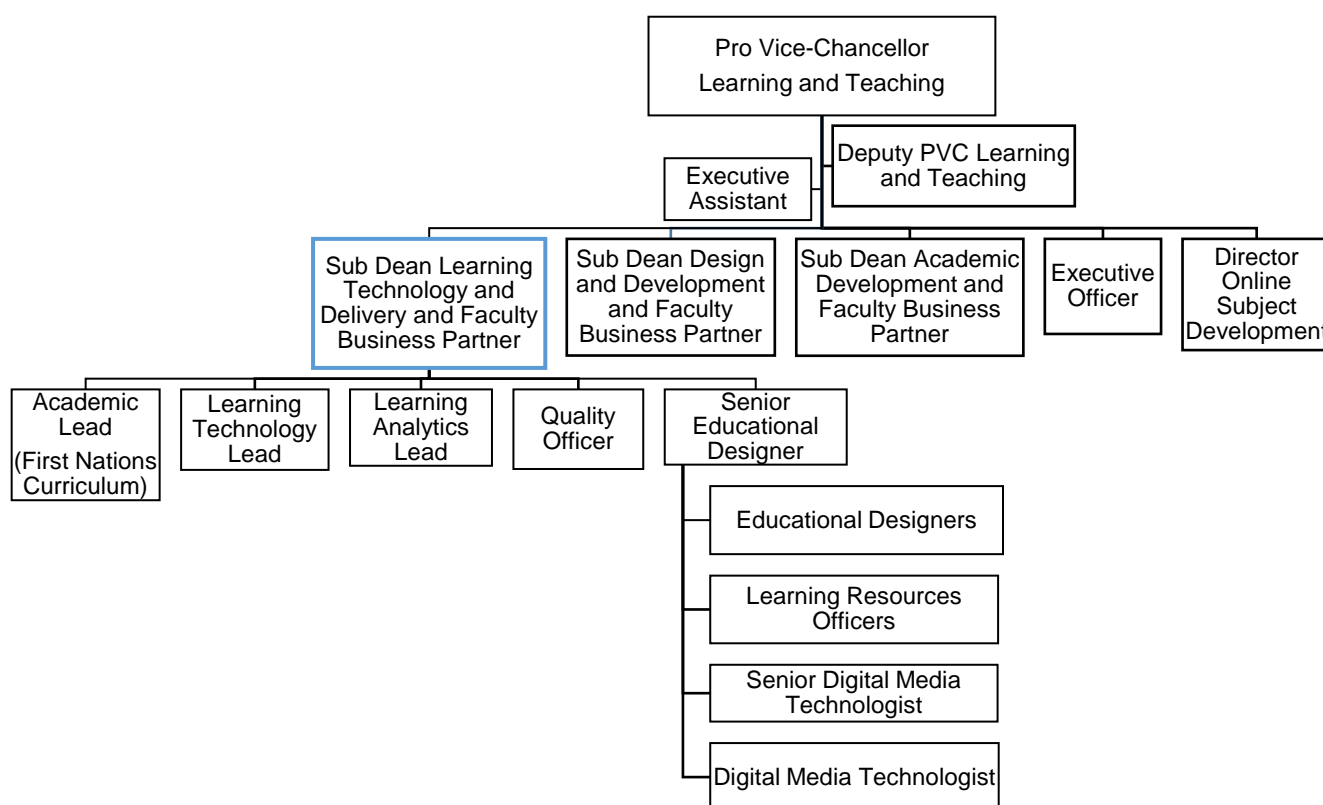 Pro Vice-Chancellor
Learning and Teaching
Deputy PVC Learning
and Teaching
Executive
Assistant
Sub Dean Learning
Technology and
Delivery and Faculty
Business Partner
Sub Dean Design
and Development
and Faculty
Business Partner
Sub Dean Academic
Development and
Faculty Business
Partner
Executive
Officer
Director
Online
Subject
Development
Academic
Lead
(First Nations
Curriculum)
Learning
Technology
Lead
Learning
Analytics
Lead
Quality
Officer
Senior
Educational
Designer
Educational Designers
Learning Resources
Officers
Senior Digital Media
Technologist
Digital Media Technologist